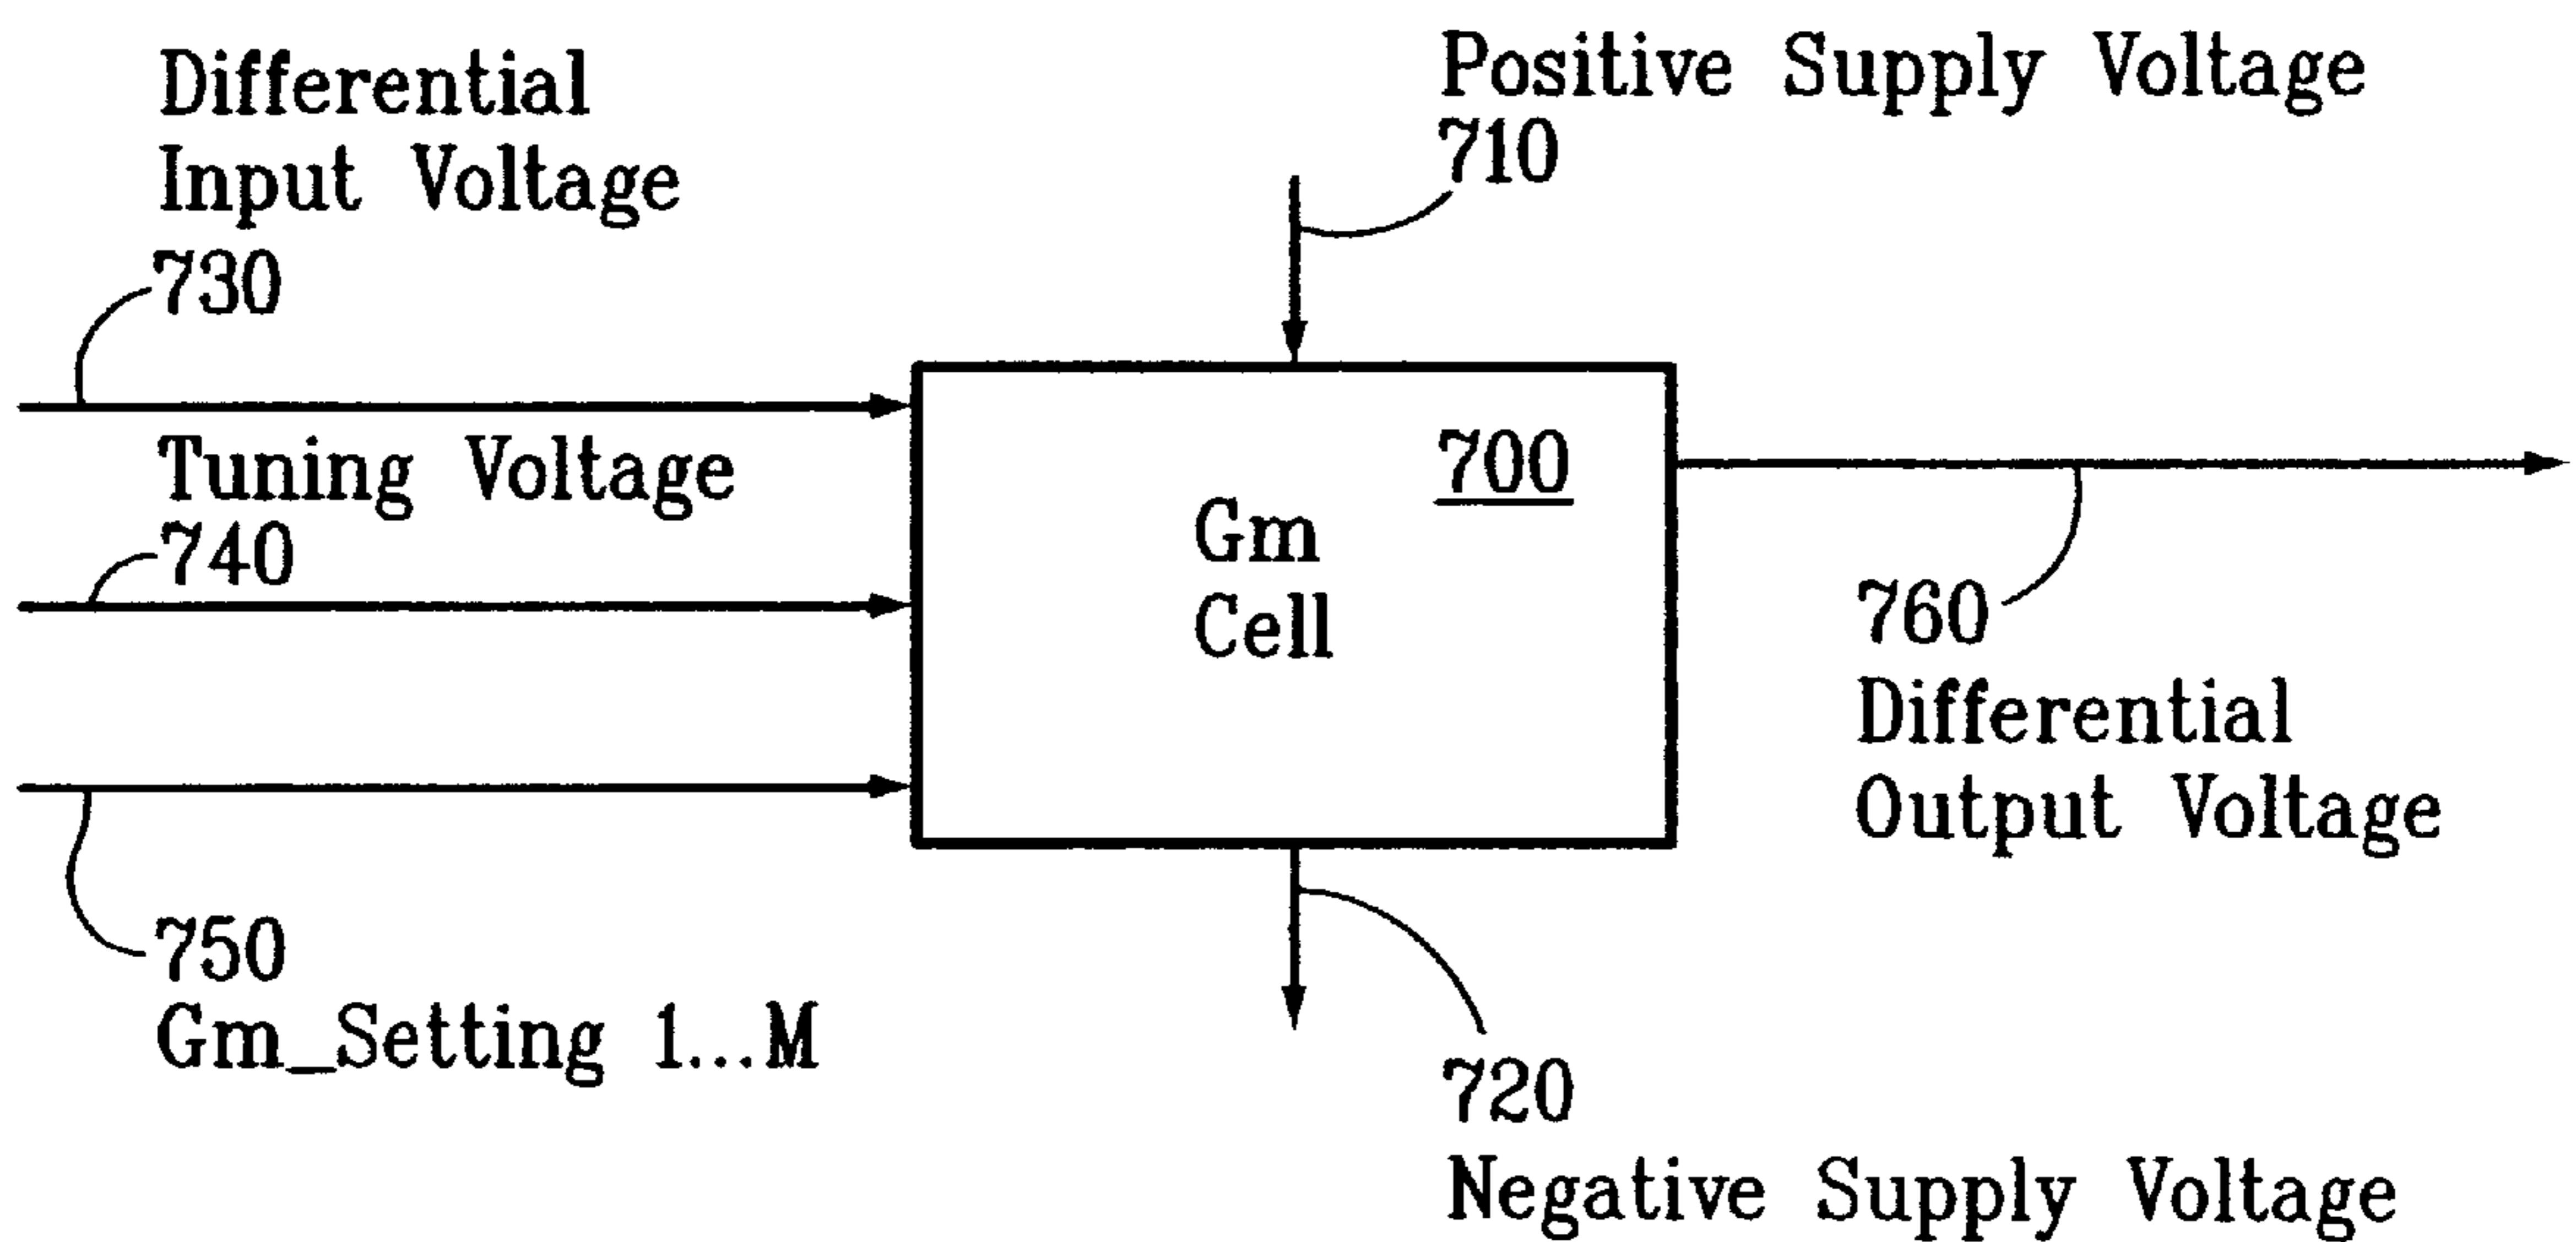 Differential
Input Voltage
730
Positive Supply Voltage
710
Tuning Voltage
740
700
Gm
Cell
760
Differential
Output Voltage
750
Gm_Setting 1...M
720
Negative Supply Voltage